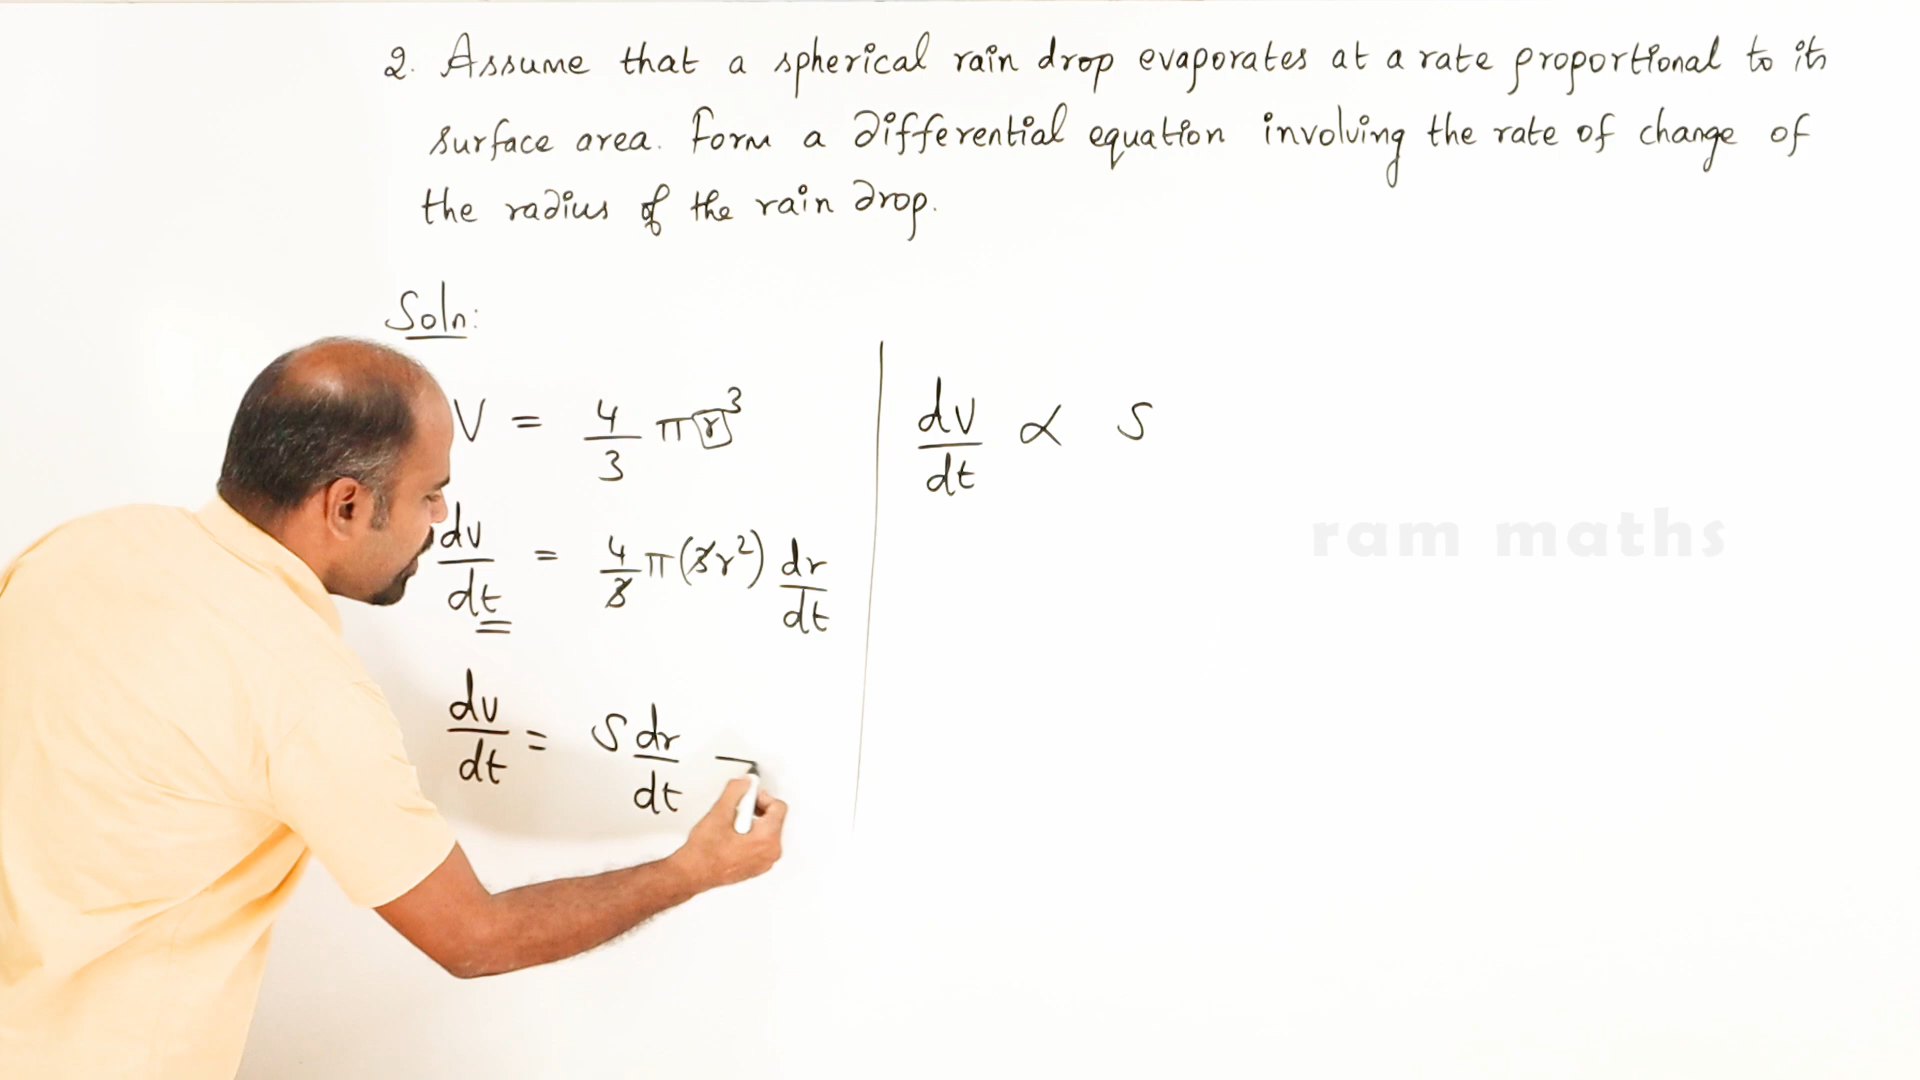 2. Assume that a spherical rain drop evaporates at a rate proportional to its
surface area. Form a differential equation involving the rate of change of
the radius of the rain drop.
Soln:
V = 4/3 πr³
dv/dt = 4/3 π(3r²) dr/dt
dv/dt = S dr/dt
dv/dt ∝ S
ram maths